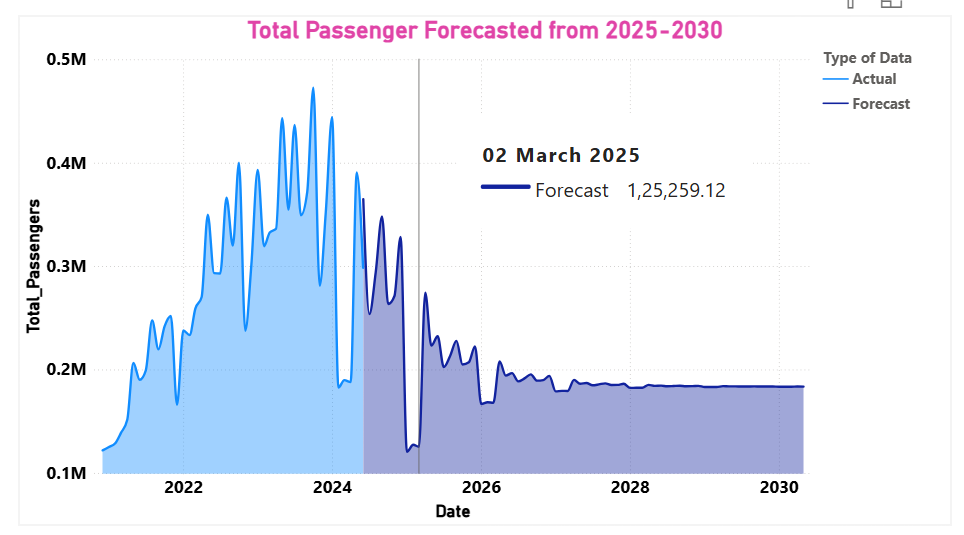 Total Passenger Forecasted from 2025-2030
Type of Data
Actual
Forecast
0.5M
0.4M
0.3M
0.2M
0.1M
Total_Passengers
02 March 2025
Forecast 1,25,259.12
2022 2024 2026 2028 2030
Date